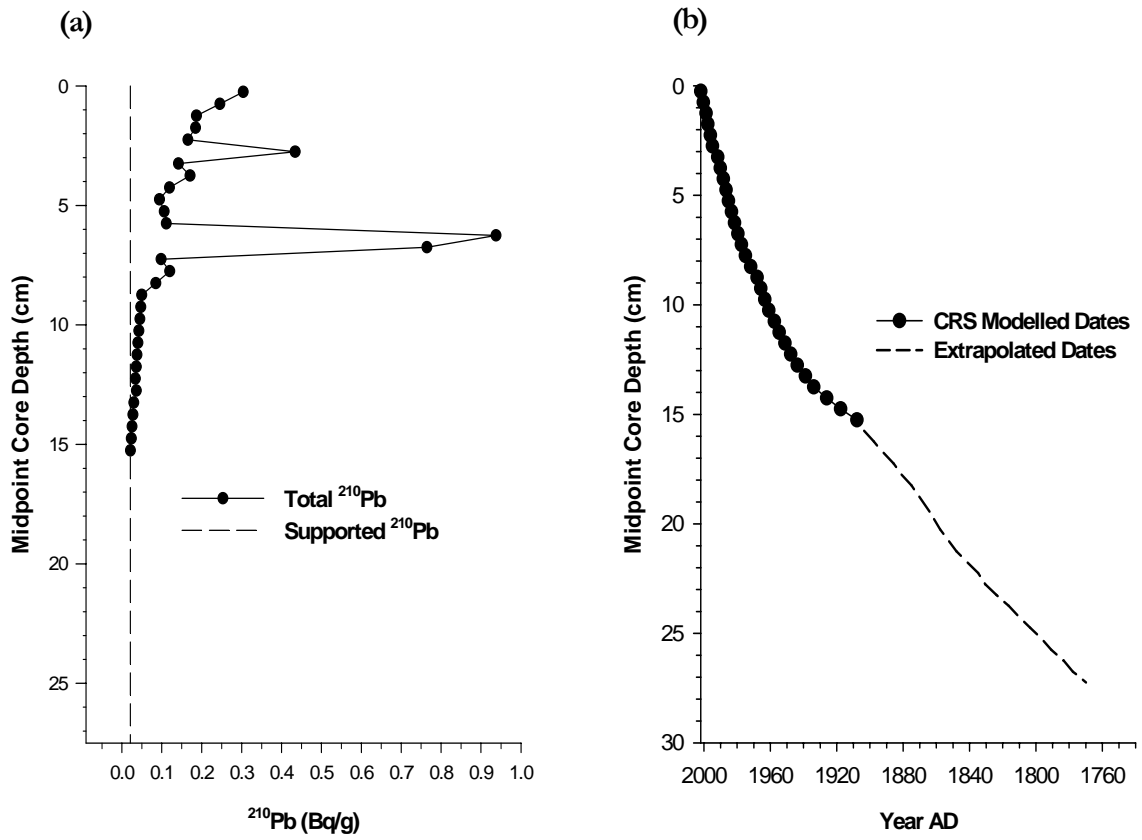 (a)
0
5
10
15
20
25
Midpoint Core Depth (cm)
Total ²¹⁰Pb
Supported ²¹⁰Pb
0.0 0.1 0.2 0.3 0.4 0.5 0.6 0.7 0.8 0.9 1.0
²¹⁰Pb (Bq/g)
(b)
0
5
10
15
20
25
30
Midpoint Core Depth (cm)
CRS Modelled Dates
Extrapolated Dates
2000 1960 1920 1880 1840 1800 1760
Year AD